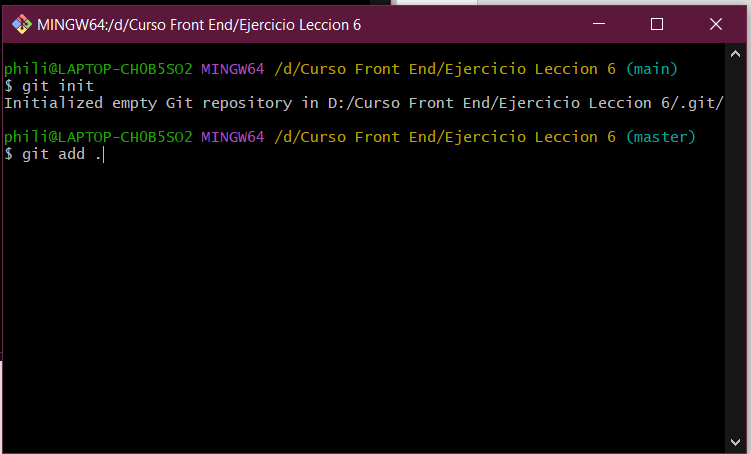 MINGW64:/d/Curso Front End/Ejercicio Leccion 6
phili@LAPTOP-CH0B5SO2 MINGW64 /d/Curso Front End/Ejercicio Leccion 6 (main)
$ git init
Initialized empty Git repository in D:/Curso Front End/Ejercicio Leccion 6/.git/
phili@LAPTOP-CH0B5SO2 MINGW64 /d/Curso Front End/Ejercicio Leccion 6 (master)
$ git add .